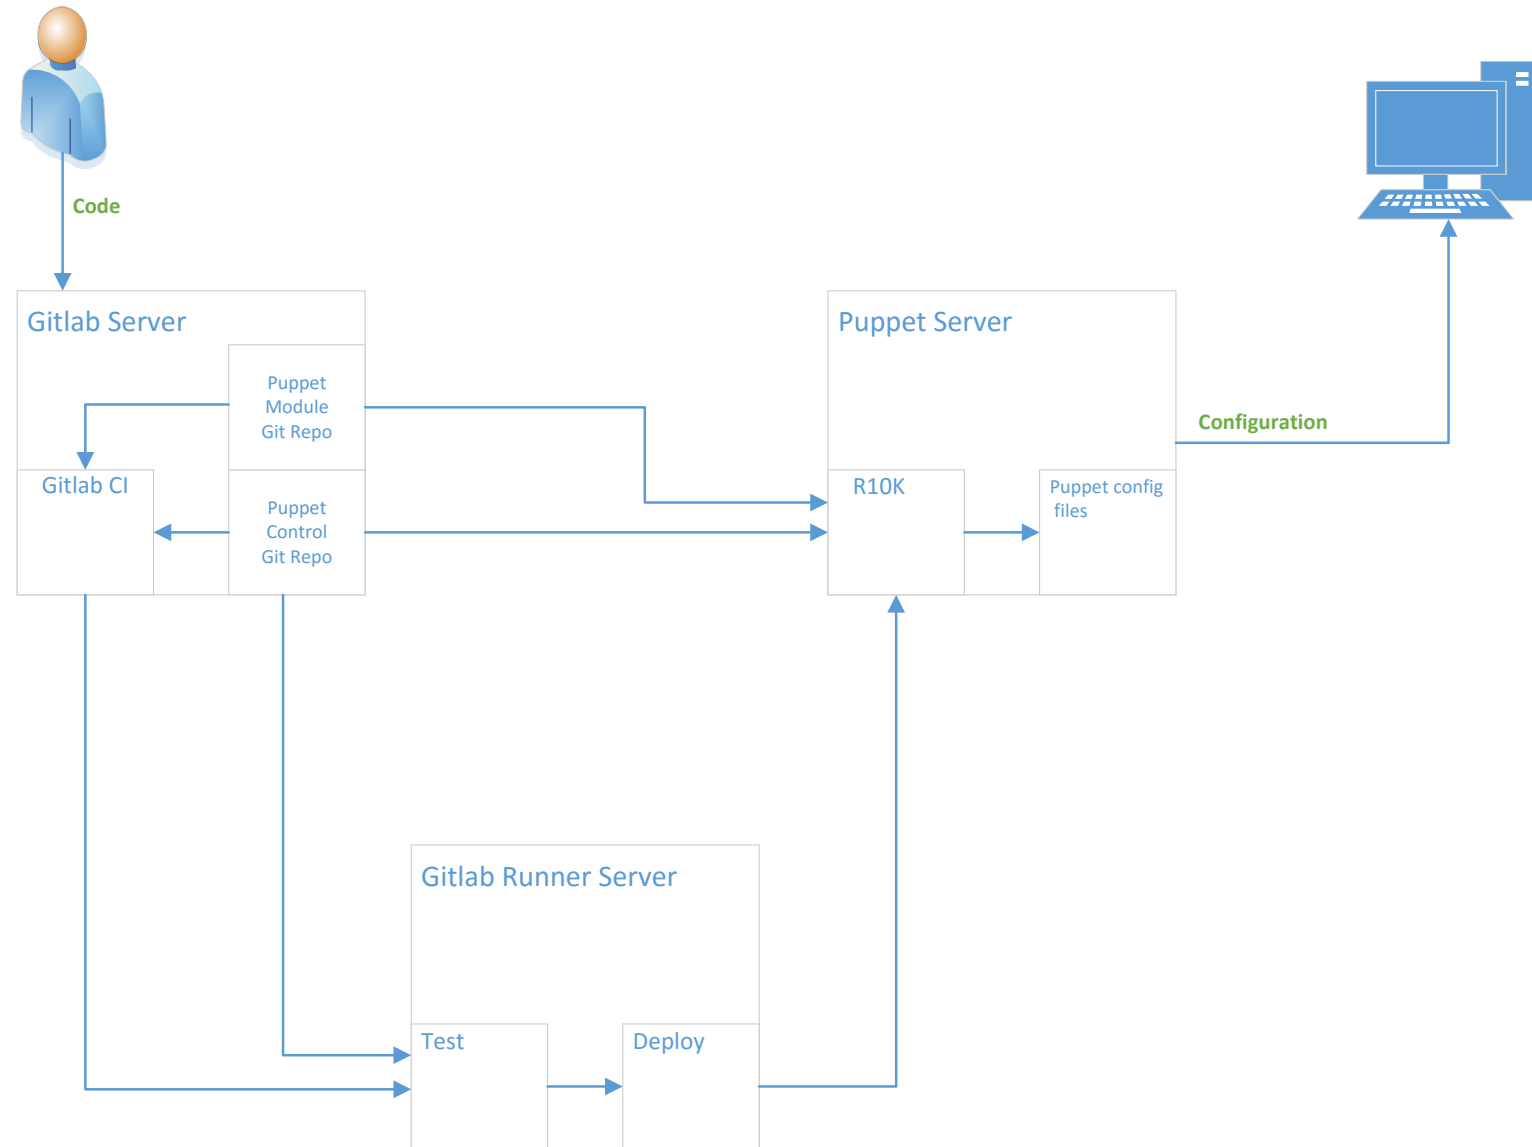 Code
Gitlab Server
Puppet
Module
Git Repo
Gitlab CI
Puppet
Control
Git Repo
Puppet Server
R10K
Puppet config
files
Configuration
Gitlab Runner Server
Test
Deploy